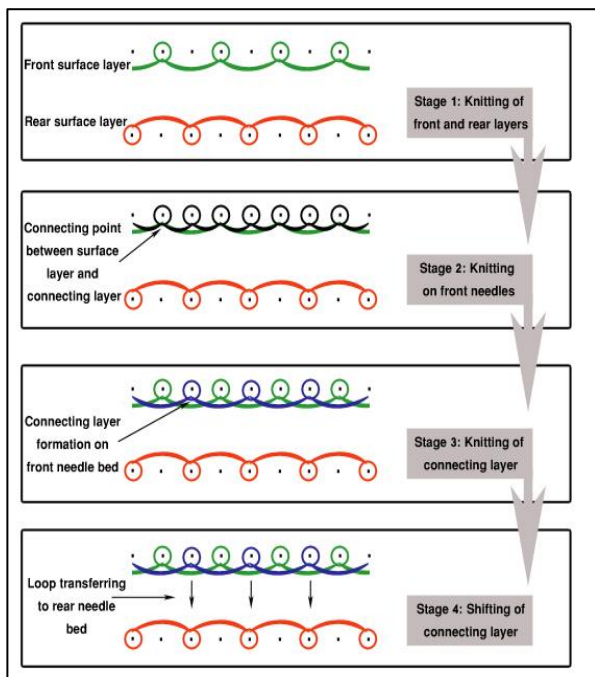 Front surface layer
Rear surface layer
Stage 1: Knitting of
front and rear layers
Connecting point
between surface
layer and
connecting layer
Stage 2: Knitting
on front needles
Connecting layer
formation on
front needle bed
Stage 3: Knitting of
connecting layer
Loop transferring
to rear needle
bed
Stage 4: Shifting of
connecting layer